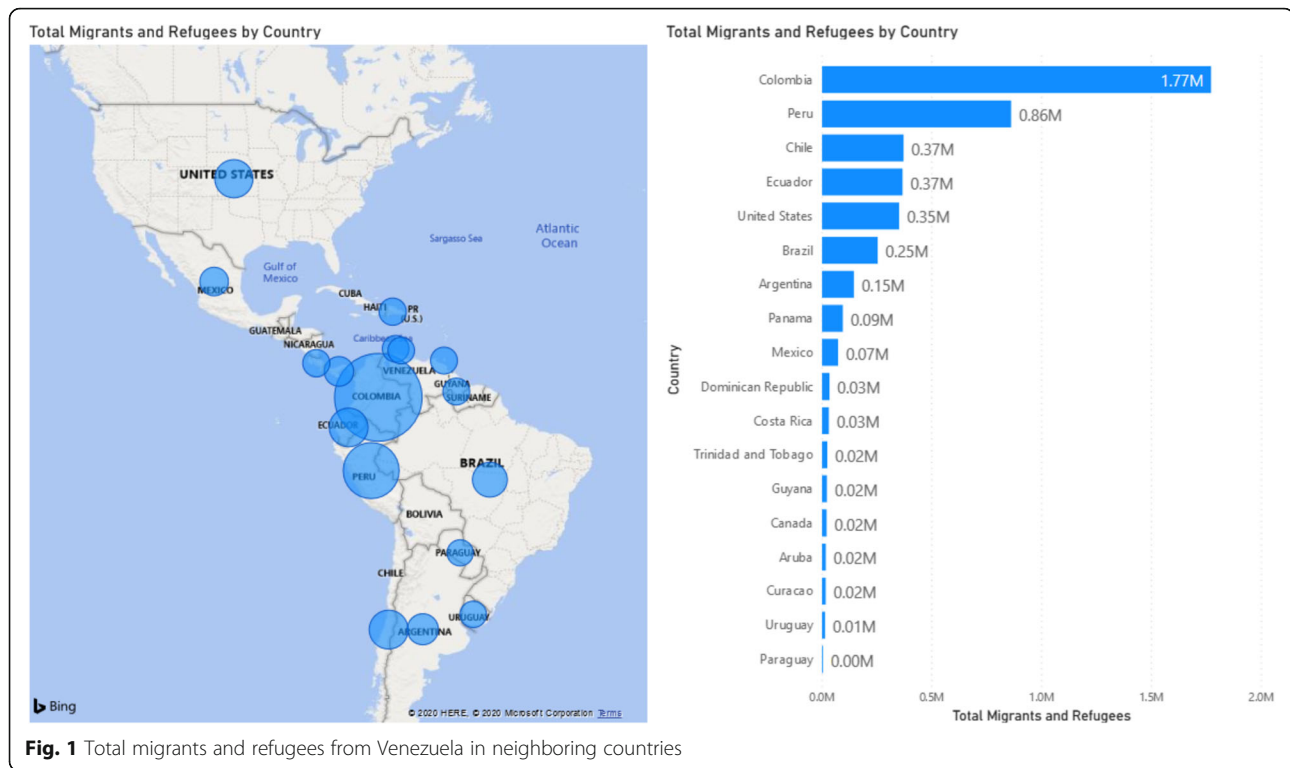 Total Migrants and Refugees by Country
UNITED STATES
Atlantic
Ocean
Sargasso Sea
Gulf of
Mexico
MEXICO
CUBA
HAITI
PR
(U.S.)
GUATEMALA
Caribbean Sea
NICARAGUA
VENEZUELA
GUYANA
SURINAME
COLOMBIA
ECUADOR
BRAZIL
PERU
BOLIVIA
PARAGUAY
CHILE
URUGUAY
ARGENTINA
Bing
© 2020 HERE, © 2020 Microsoft Corporation Terms
Total Migrants and Refugees by Country
Country
Colombia 1.77M
Peru 0.86M
Chile 0.37M
Ecuador 0.37M
United States 0.35M
Brazil 0.25M
Argentina 0.15M
Panama 0.09M
Mexico 0.07M
Dominican Republic 0.03M
Costa Rica 0.03M
Trinidad and Tobago 0.02M
Guyana 0.02M
Canada 0.02M
Aruba 0.02M
Curacao 0.02M
Uruguay 0.01M
Paraguay 0.00M
0.0M 0.5M 1.0M 1.5M 2.0M
Total Migrants and Refugees
Fig. 1 Total migrants and refugees from Venezuela in neighboring countries